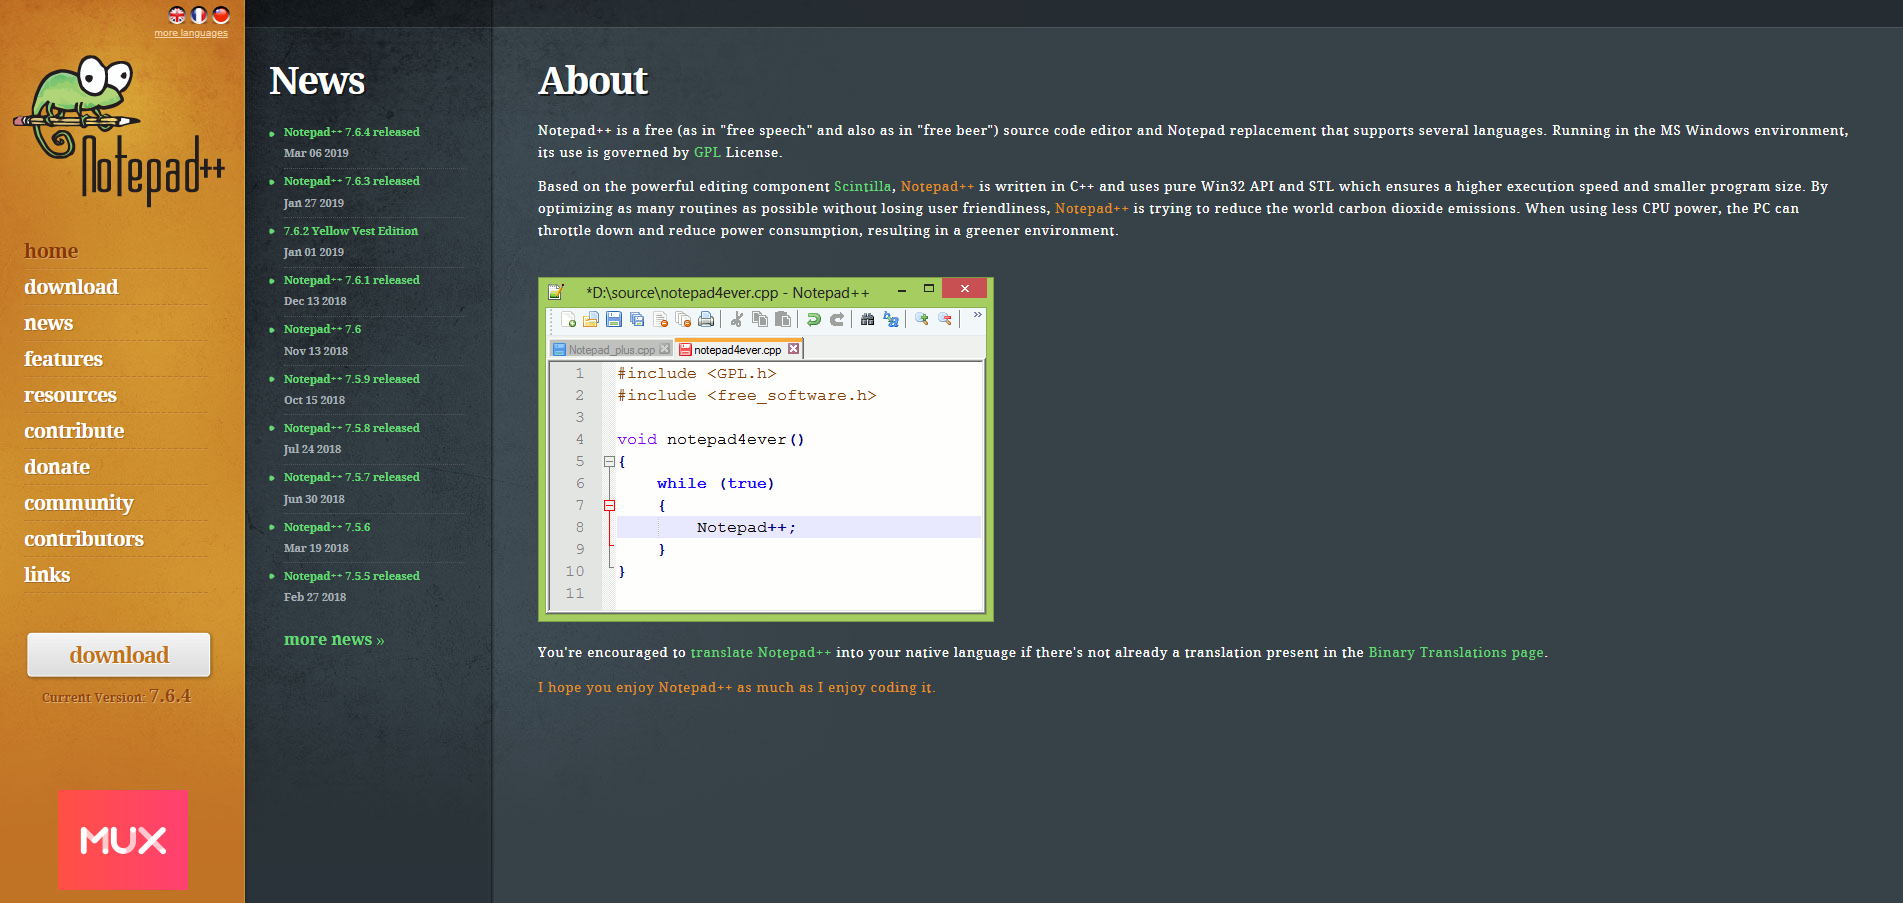 more languages
Notepad++
home
download
news
features
resources
contribute
donate
community
contributors
links
download
Current Version: 7.6.4
MUX
News
Notepad++ 7.6.4 released
Mar 06 2019
Notepad++ 7.6.3 released
Jan 27 2019
7.6.2 Yellow Vest Edition
Jan 01 2019
Notepad++ 7.6.1 released
Dec 13 2018
Notepad++ 7.6
Nov 13 2018
Notepad++ 7.5.9 released
Oct 15 2018
Notepad++ 7.5.8 released
Jul 24 2018
Notepad++ 7.5.7 released
Jun 30 2018
Notepad++ 7.5.6
Mar 19 2018
Notepad++ 7.5.5 released
Feb 27 2018
more news »
About
Notepad++ is a free (as in "free speech" and also as in "free beer") source code editor and Notepad replacement that supports several languages. Running in the MS Windows environment,
its use is governed by GPL License.
Based on the powerful editing component Scintilla, Notepad++ is written in C++ and uses pure Win32 API and STL which ensures a higher execution speed and smaller program size. By
optimizing as many routines as possible without losing user friendliness, Notepad++ is trying to reduce the world carbon dioxide emissions. When using less CPU power, the PC can
throttle down and reduce power consumption, resulting in a greener environment.
*D:\source\notepad4ever.cpp - Notepad++
Notepad_plus.cpp notepad4ever.cpp
1 #include <GPL.h>
2 #include <free_software.h>
3
4 void notepad4ever()
5 {
6 while (true)
7 {
8 Notepad++;
9 }
10 }
11
You're encouraged to translate Notepad++ into your native language if there's not already a translation present in the Binary Translations page.
I hope you enjoy Notepad++ as much as I enjoy coding it.